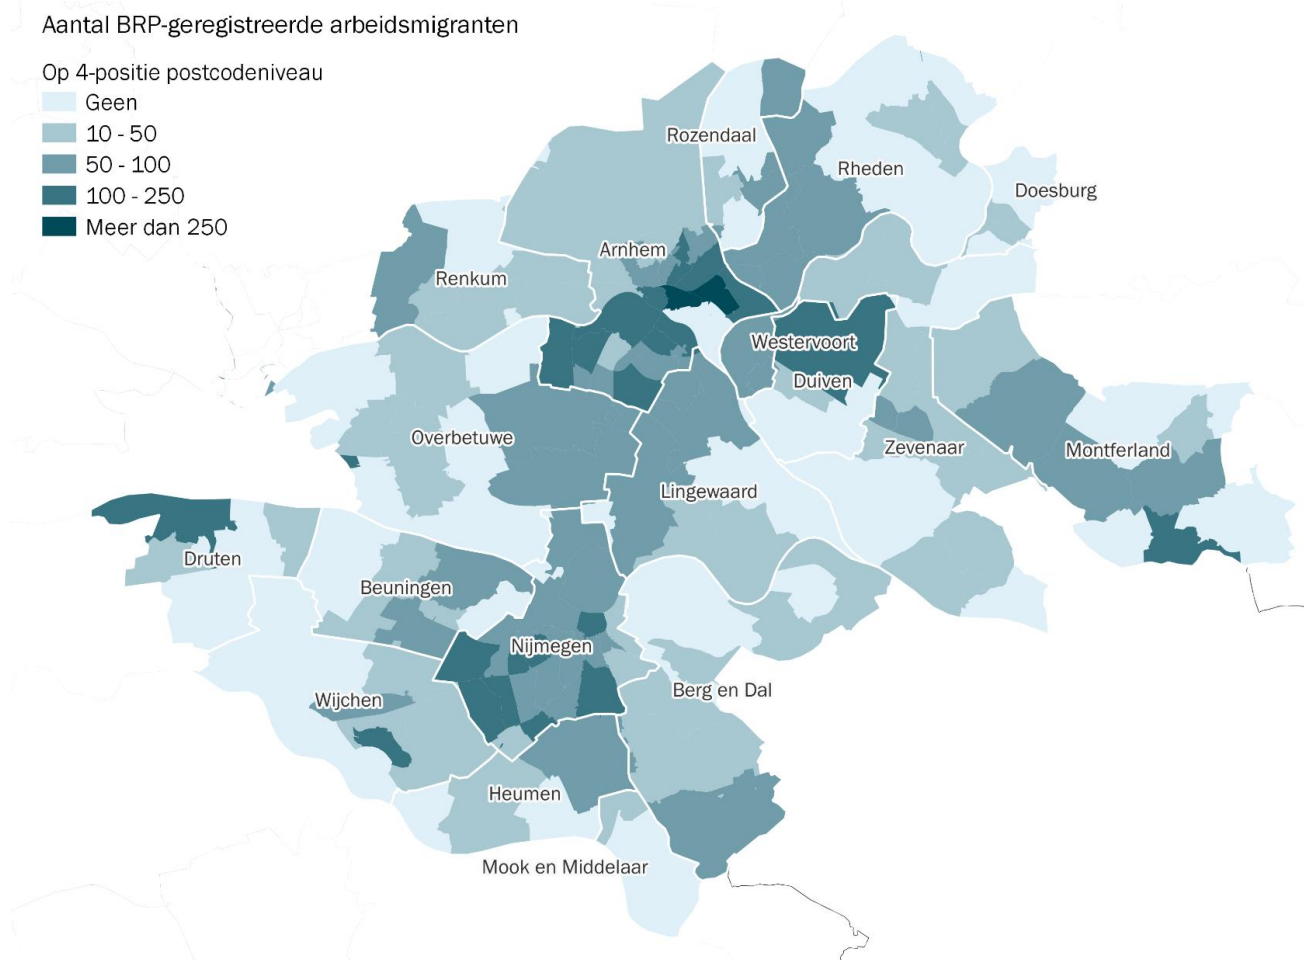 Aantal BRP-geregistreerde arbeidsmigranten
Op 4-positie postcodeniveau
Geen
10 - 50
50 - 100
100 - 250
Meer dan 250
Rozendaal
Rheden
Doesburg
Arnhem
Renkum
Westervoort
Duiven
Overbetuwe
Zevenaar
Montferland
Lingewaard
Druten
Beuningen
Nijmegen
Berg en Dal
Wijchen
Heumen
Mook en Middelaar